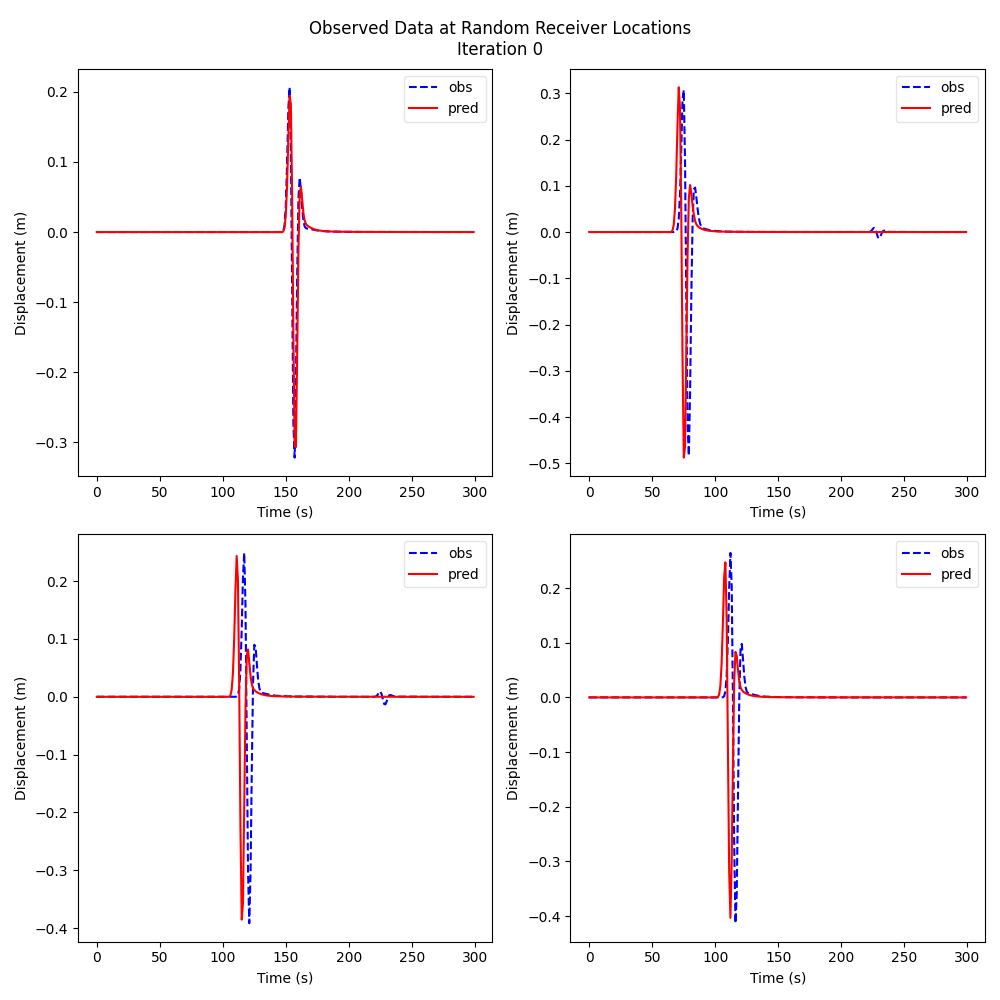 Observed Data at Random Receiver Locations
Iteration 0
obs
pred
0.2
0.1
0.0
−0.1
−0.2
−0.3
Displacement (m)
0 50 100 150 200 250 300
Time (s)
obs
pred
0.3
0.2
0.1
0.0
−0.1
−0.2
−0.3
−0.4
−0.5
Displacement (m)
0 50 100 150 200 250 300
Time (s)
obs
pred
0.2
0.1
0.0
−0.1
−0.2
−0.3
−0.4
Displacement (m)
0 50 100 150 200 250 300
Time (s)
obs
pred
0.2
0.1
0.0
−0.1
−0.2
−0.3
−0.4
Displacement (m)
0 50 100 150 200 250 300
Time (s)